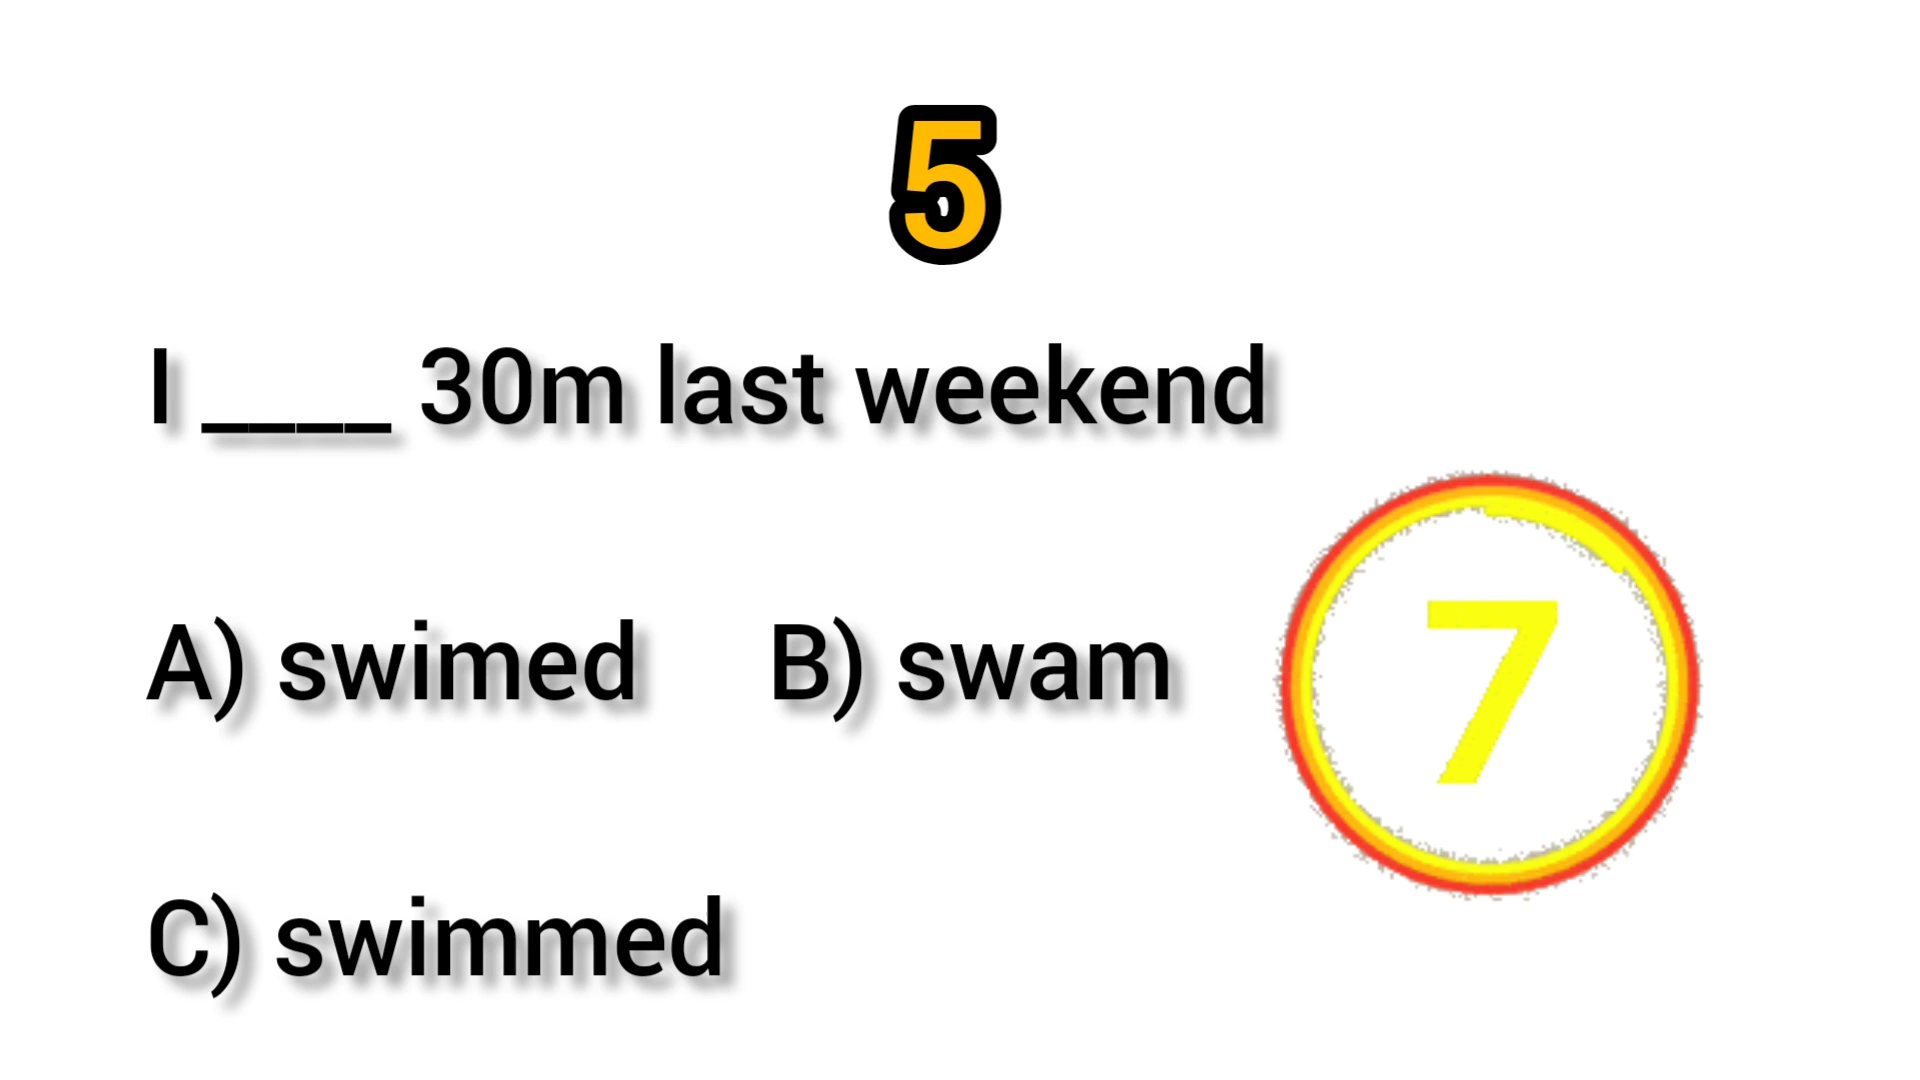 5
I ____ 30m last weekend
A) swimed B) swam
7
C) swimmed